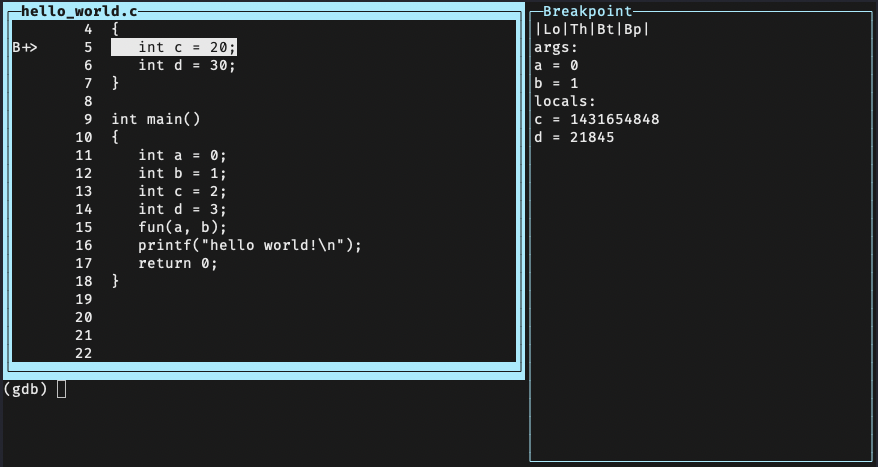 hello_world.c
4 {
B+> 5 int c = 20;
6 int d = 30;
7 }
8
9 int main()
10 {
11 int a = 0;
12 int b = 1;
13 int c = 2;
14 int d = 3;
15 fun(a, b);
16 printf("hello world!\n");
17 return 0;
18 }
19
20
21
22
(gdb)
Breakpoint
|Lo|Th|Bt|Bp|
args:
a = 0
b = 1
locals:
c = 1431654848
d = 21845